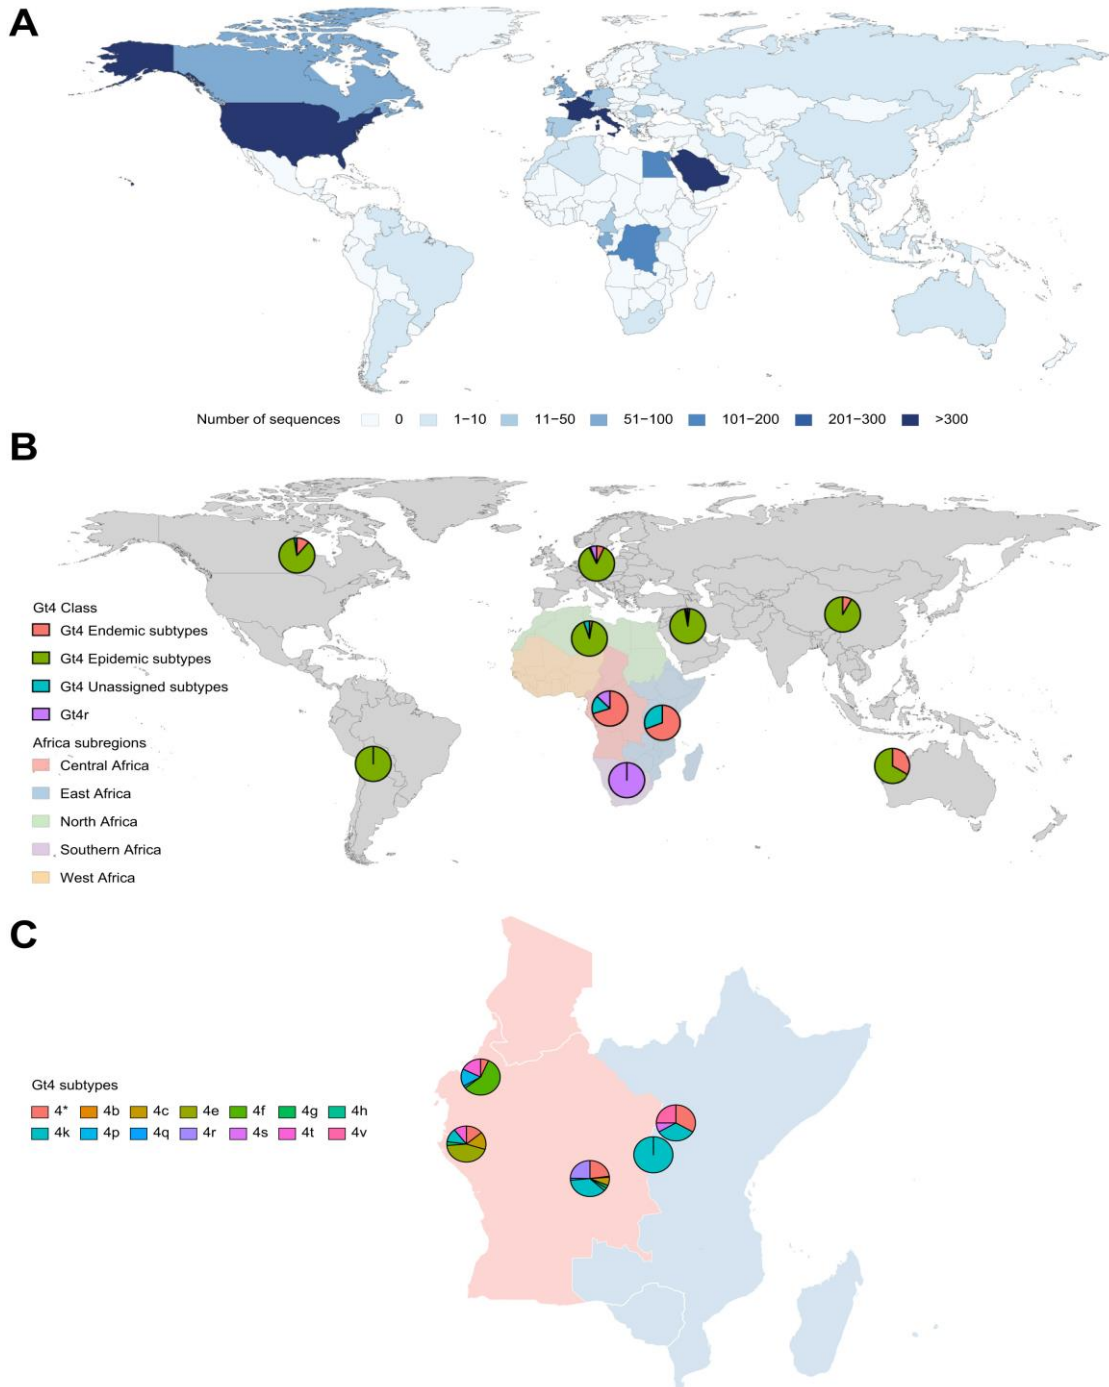 A
Number of sequences 0 1−10 11−50 51−100 101−200 201−300 >300
B
Gt4 Class
Gt4 Endemic subtypes
Gt4 Epidemic subtypes
Gt4 Unassigned subtypes
Gt4r
Africa subregions
Central Africa
East Africa
North Africa
Southern Africa
West Africa
C
Gt4 subtypes
4* 4b 4c 4e 4f 4g 4h
4k 4p 4q 4r 4s 4t 4v